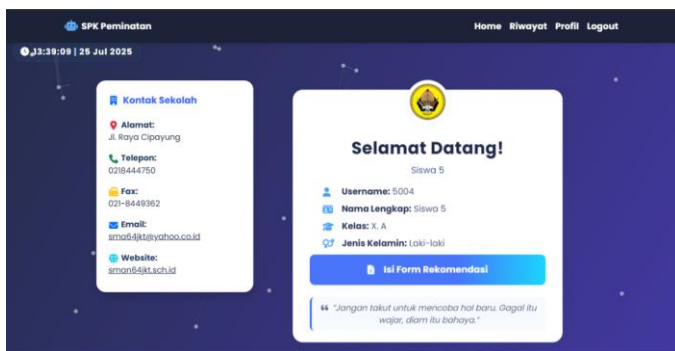 SPK Peminatan
Home Riwayat Profil Logout
13:39:09 | 25 Jul 2025
Kontak Sekolah
Alamat:
Jl. Raya Cipayung
Telepon:
0218444750
Fax:
021-8449362
Email:
sma64jkt@yahoo.co.id
Website:
sman64jkt.sch.id
Selamat Datang!
Siswa 5
Username: 5004
Nama Lengkap: Siswa 5
Kelas: X. A
Jenis Kelamin: Laki-laki
Isi Form Rekomendasi
"Jangan takut untuk mencoba hal baru. Gagal itu
wajar, diam itu bahaya."